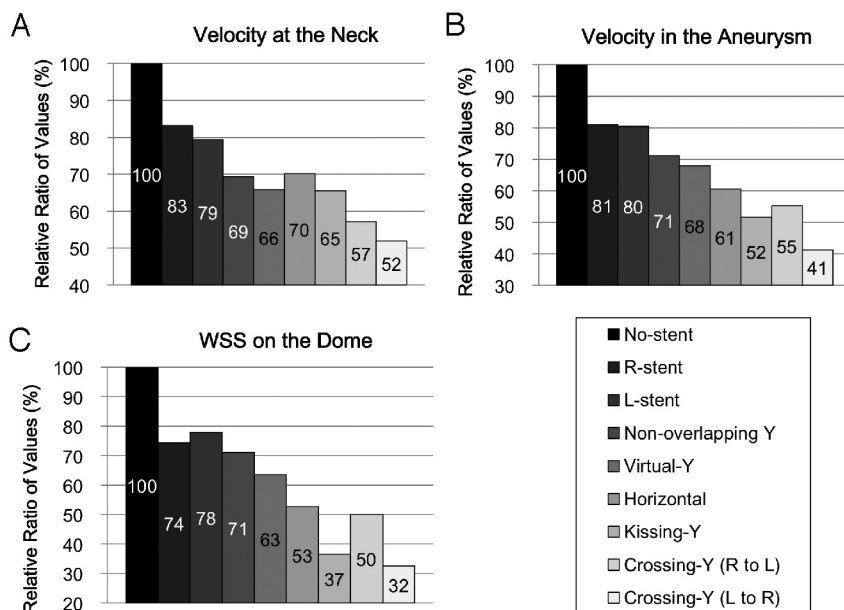 A
Velocity at the Neck
Relative Ratio of Values (%)
100
90
80
70
60
50
40
100
83
79
69
66
70
65
57
52
B
Velocity in the Aneurysm
Relative Ratio of Values (%)
100
90
80
70
60
50
40
30
100
81
80
71
68
61
52
55
41
C
WSS on the Dome
Relative Ratio of Values (%)
100
90
80
70
60
50
40
30
20
100
74
78
71
63
53
37
50
32
No-stent
R-stent
L-stent
Non-overlapping Y
Virtual-Y
Horizontal
Kissing-Y
Crossing-Y (R to L)
Crossing-Y (L to R)